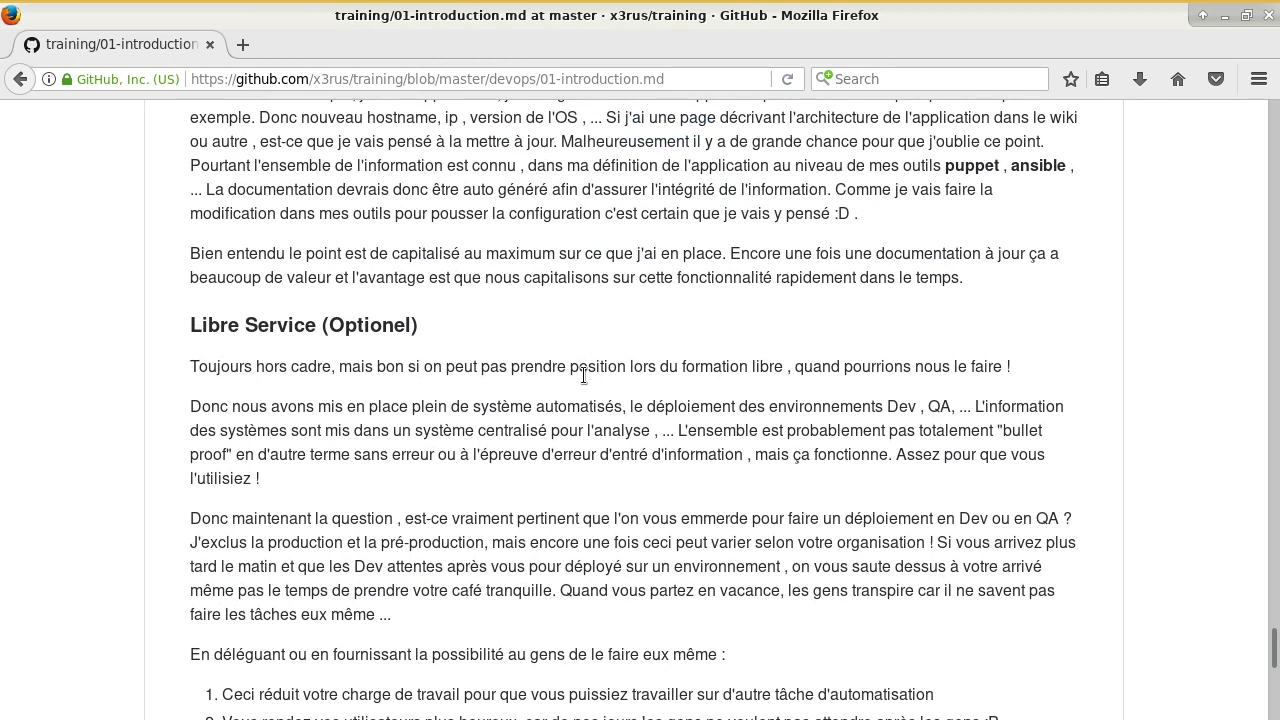 training/01-introduction.md at master · x3rus/training · GitHub - Mozilla Firefox
training/01-introduction
GitHub, Inc. (US)
https://github.com/x3rus/training/blob/master/devops/01-introduction.md
Search
exemple. Donc nouveau hostname, ip , version de l'OS , ... Si j'ai une page décrivant l'architecture de l'application dans le wiki
ou autre , est-ce que je vais pensé à la mettre à jour. Malheureusement il y a de grande chance pour que j'oublie ce point.
Pourtant l'ensemble de l'information est connu , dans ma définition de l'application au niveau de mes outils puppet , ansible ,
... La documentation devrais donc être auto généré afin d'assurer l'intégrité de l'information. Comme je vais faire la
modification dans mes outils pour pousser la configuration c'est certain que je vais y pensé :D .
Bien entendu le point est de capitalisé au maximum sur ce que j'ai en place. Encore une fois une documentation à jour ça a
beaucoup de valeur et l'avantage est que nous capitalisons sur cette fonctionnalité rapidement dans le temps.
Libre Service (Optionel)
Toujours hors cadre, mais bon si on peut pas prendre position lors du formation libre , quand pourrions nous le faire !
Donc nous avons mis en place plein de système automatisés, le déploiement des environnements Dev , QA, ... L'information
des systèmes sont mis dans un système centralisé pour l'analyse , ... L'ensemble est probablement pas totalement "bullet
proof" en d'autre terme sans erreur ou à l'épreuve d'erreur d'entré d'information , mais ça fonctionne. Assez pour que vous
l'utilisiez !
Donc maintenant la question , est-ce vraiment pertinent que l'on vous emmerde pour faire un déploiement en Dev ou en QA ?
J'exclus la production et la pré-production, mais encore une fois ceci peut varier selon votre organisation ! Si vous arrivez plus
tard le matin et que les Dev attentes après vous pour déployé sur un environnement , on vous saute dessus à votre arrivé
même pas le temps de prendre votre café tranquille. Quand vous partez en vacance, les gens transpire car il ne savent pas
faire les tâches eux même ...
En déléguant ou en fournissant la possibilité au gens de le faire eux même :
1. Ceci réduit votre charge de travail pour que vous puissiez travailler sur d'autre tâche d'automatisation